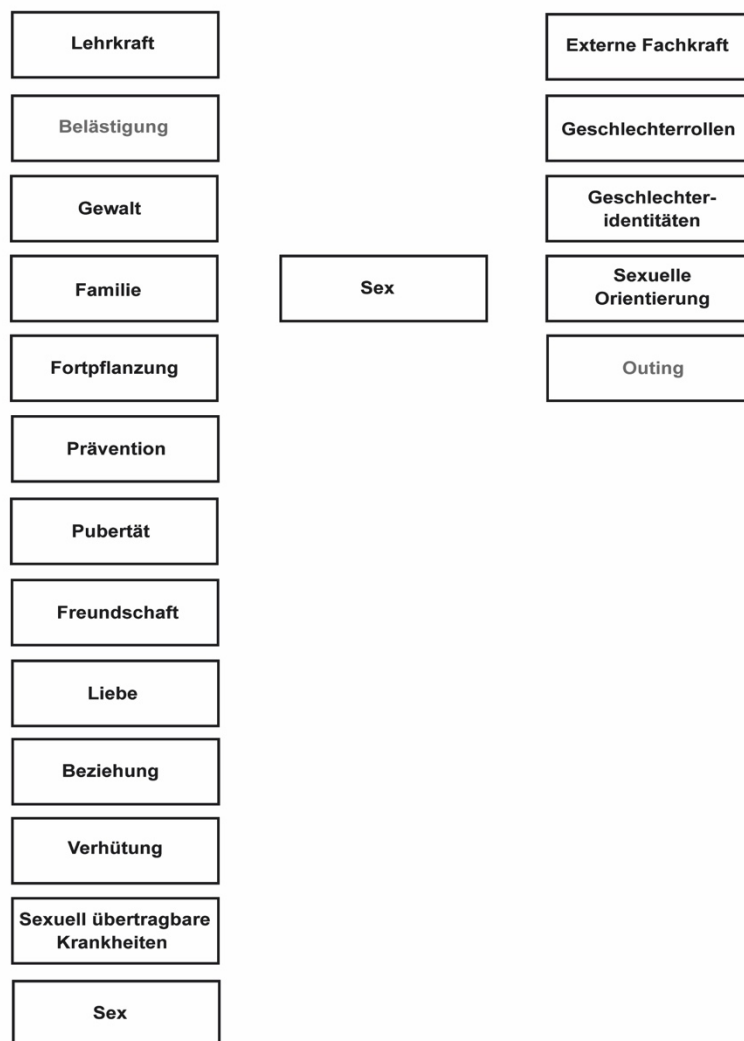 Lehrkraft
Belästigung
Gewalt
Familie
Fortpflanzung
Prävention
Pubertät
Freundschaft
Liebe
Beziehung
Verhütung
Sexuell übertragbare
Krankheiten
Sex
Sex
Externe Fachkraft
Geschlechterrollen
Geschlechter-
identitäten
Sexuelle
Orientierung
Outing